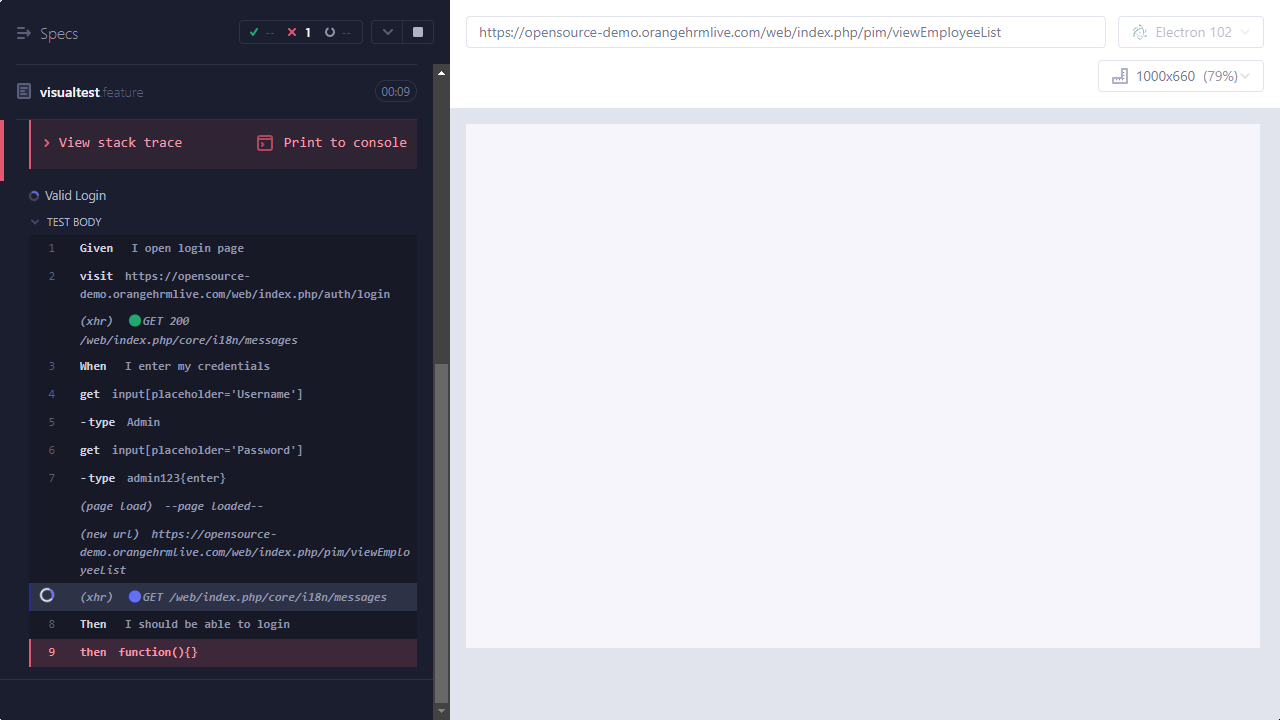 Specs
-- 1 --
https://opensource-demo.orangehrmlive.com/web/index.php/pim/viewEmployeeList
Electron 102
1000x660 (79%)
visualtest feature
00:09
View stack trace
Print to console
Valid Login
TEST BODY
1 Given I open login page
2 visit https://opensource-
demo.orangehrmlive.com/web/index.php/auth/login
(xhr) GET 200
/web/index.php/core/i18n/messages
3 When I enter my credentials
4 get input[placeholder='Username']
5 -type Admin
6 get input[placeholder='Password']
7 -type admin123{enter}
(page load) --page loaded--
(new url) https://opensource-
demo.orangehrmlive.com/web/index.php/pim/viewEmplo
yeeList
(xhr) GET /web/index.php/core/i18n/messages
8 Then I should be able to login
9 then function(){}